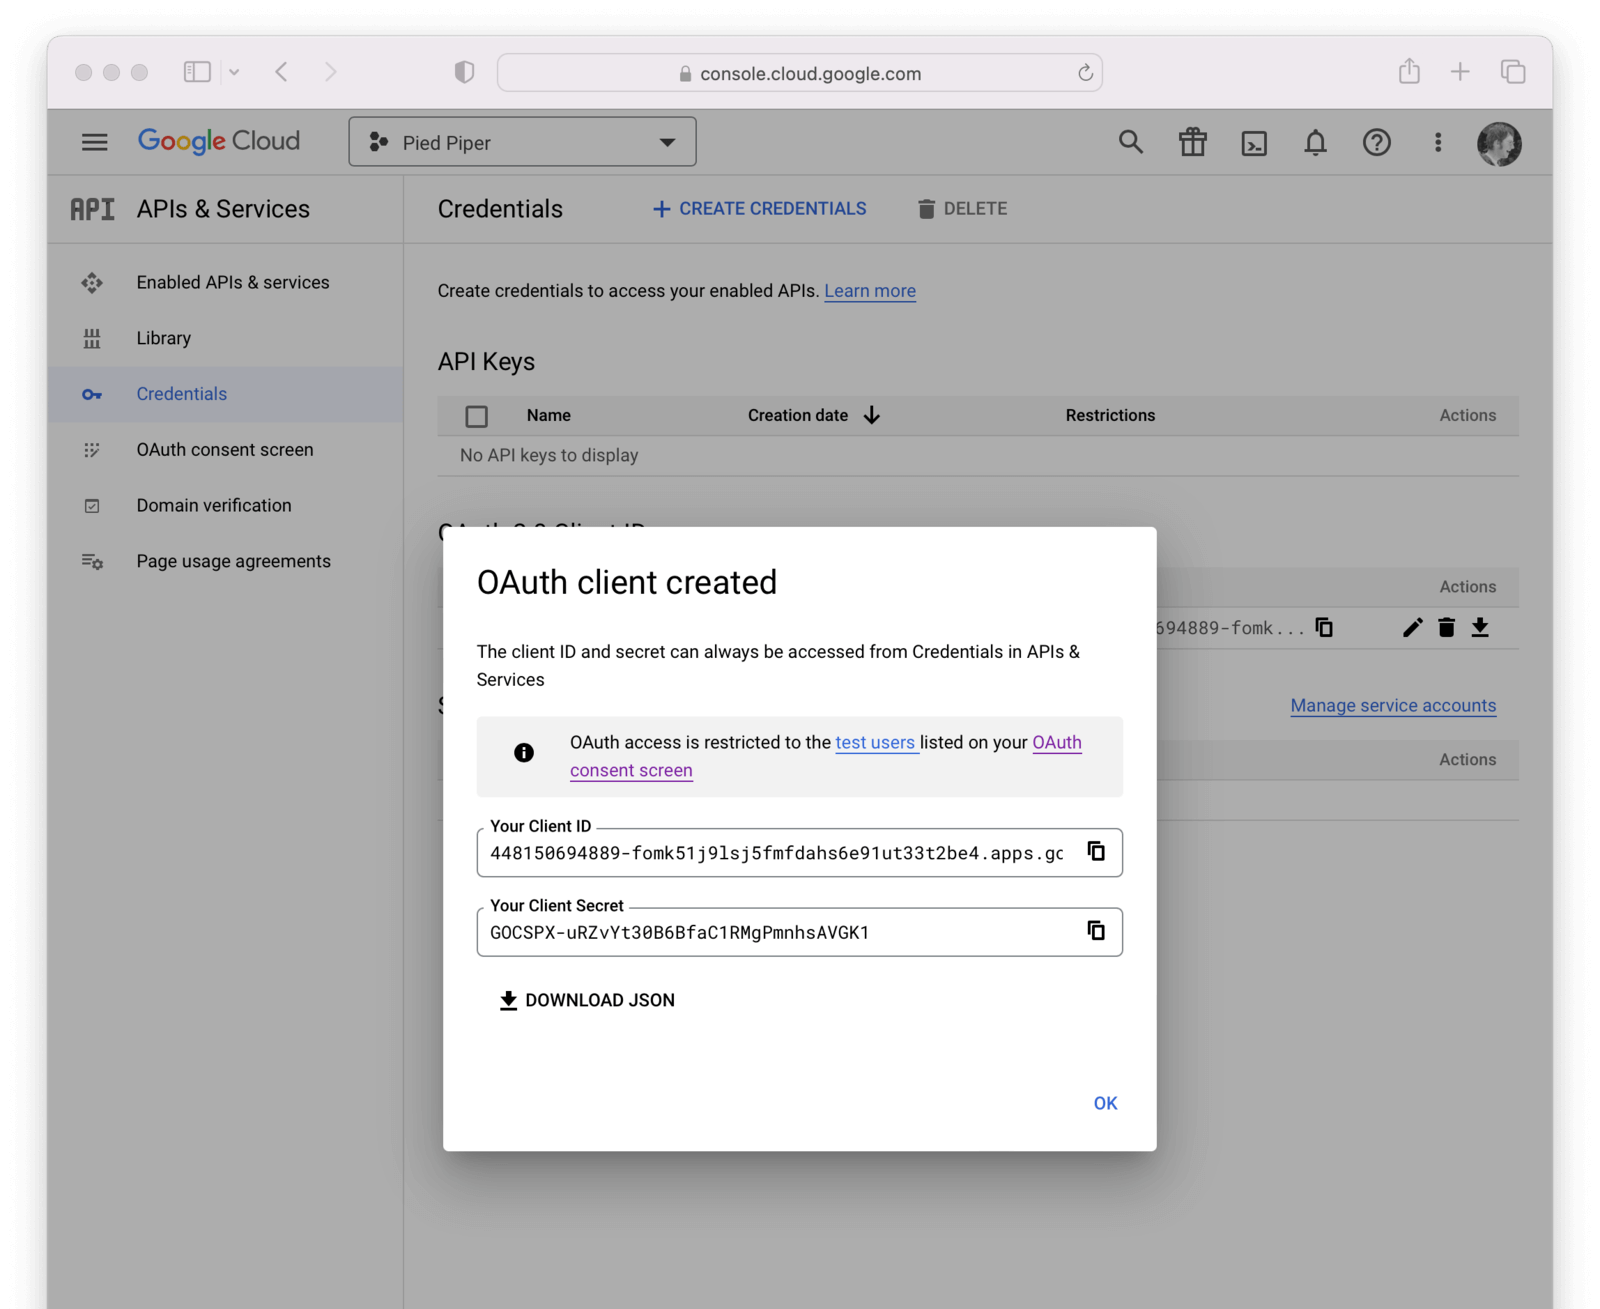 console.cloud.google.com
Google Cloud
Pied Piper
API APIs & Services
Credentials
CREATE CREDENTIALS
DELETE
Enabled APIs & services
Library
Credentials
OAuth consent screen
Domain verification
Page usage agreements
Create credentials to access your enabled APIs. Learn more
API Keys
Name Creation date Restrictions Actions
No API keys to display
Actions
694889-fomk...
Manage service accounts
Actions
OAuth client created
The client ID and secret can always be accessed from Credentials in APIs &
Services
OAuth access is restricted to the test users listed on your OAuth
consent screen
Your Client ID
448150694889-fomk51j9lsj5fmfdahs6e91ut33t2be4.apps.gc
Your Client Secret
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
DOWNLOAD JSON
OK